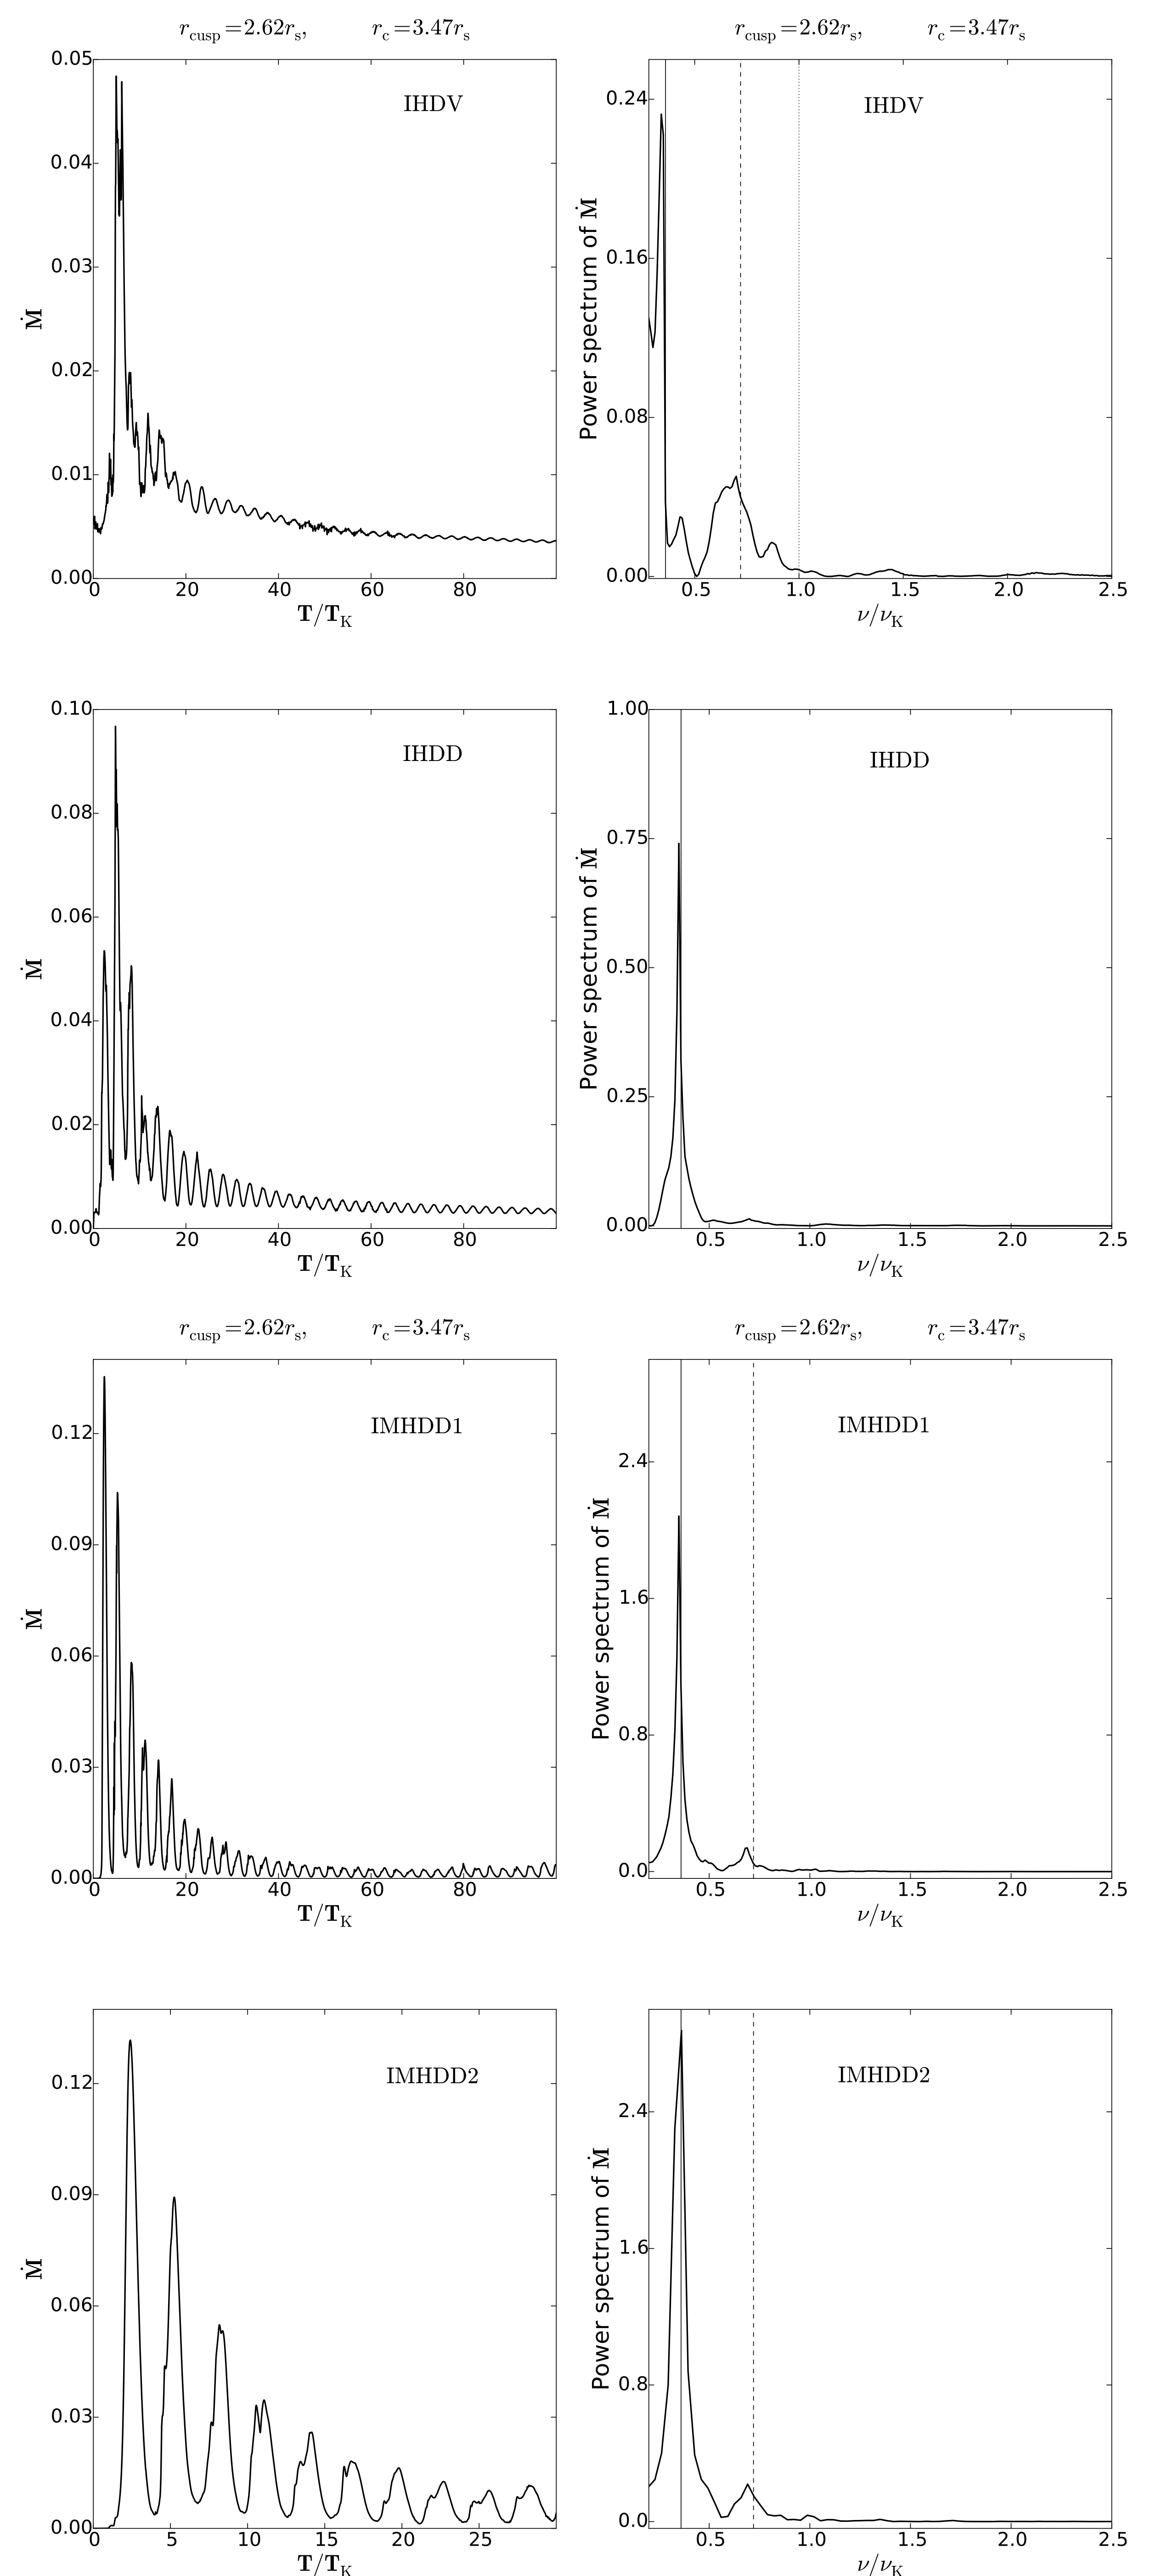 r_cusp=2.62r_s, r_c=3.47r_s
0.05
0.04
0.03
0.02
0.01
0.00
Ṁ
IHDV
0 20 40 60 80
T/T_K
r_cusp=2.62r_s, r_c=3.47r_s
0.24
0.16
0.08
0.00
Power spectrum of Ṁ
IHDV
0.5 1.0 1.5 2.0 2.5
ν/ν_K
0.10
0.08
0.06
0.04
0.02
0.00
Ṁ
IHDD
0 20 40 60 80
T/T_K
1.00
0.75
0.50
0.25
0.00
Power spectrum of Ṁ
IHDD
0.5 1.0 1.5 2.0 2.5
ν/ν_K
r_cusp=2.62r_s, r_c=3.47r_s
0.12
0.09
0.06
0.03
0.00
Ṁ
IMHDD1
0 20 40 60 80
T/T_K
r_cusp=2.62r_s, r_c=3.47r_s
2.4
1.6
0.8
0.0
Power spectrum of Ṁ
IMHDD1
0.5 1.0 1.5 2.0 2.5
ν/ν_K
0.12
0.09
0.06
0.03
0.00
Ṁ
IMHDD2
0 5 10 15 20 25
T/T_K
2.4
1.6
0.8
0.0
Power spectrum of Ṁ
IMHDD2
0.5 1.0 1.5 2.0 2.5
ν/ν_K